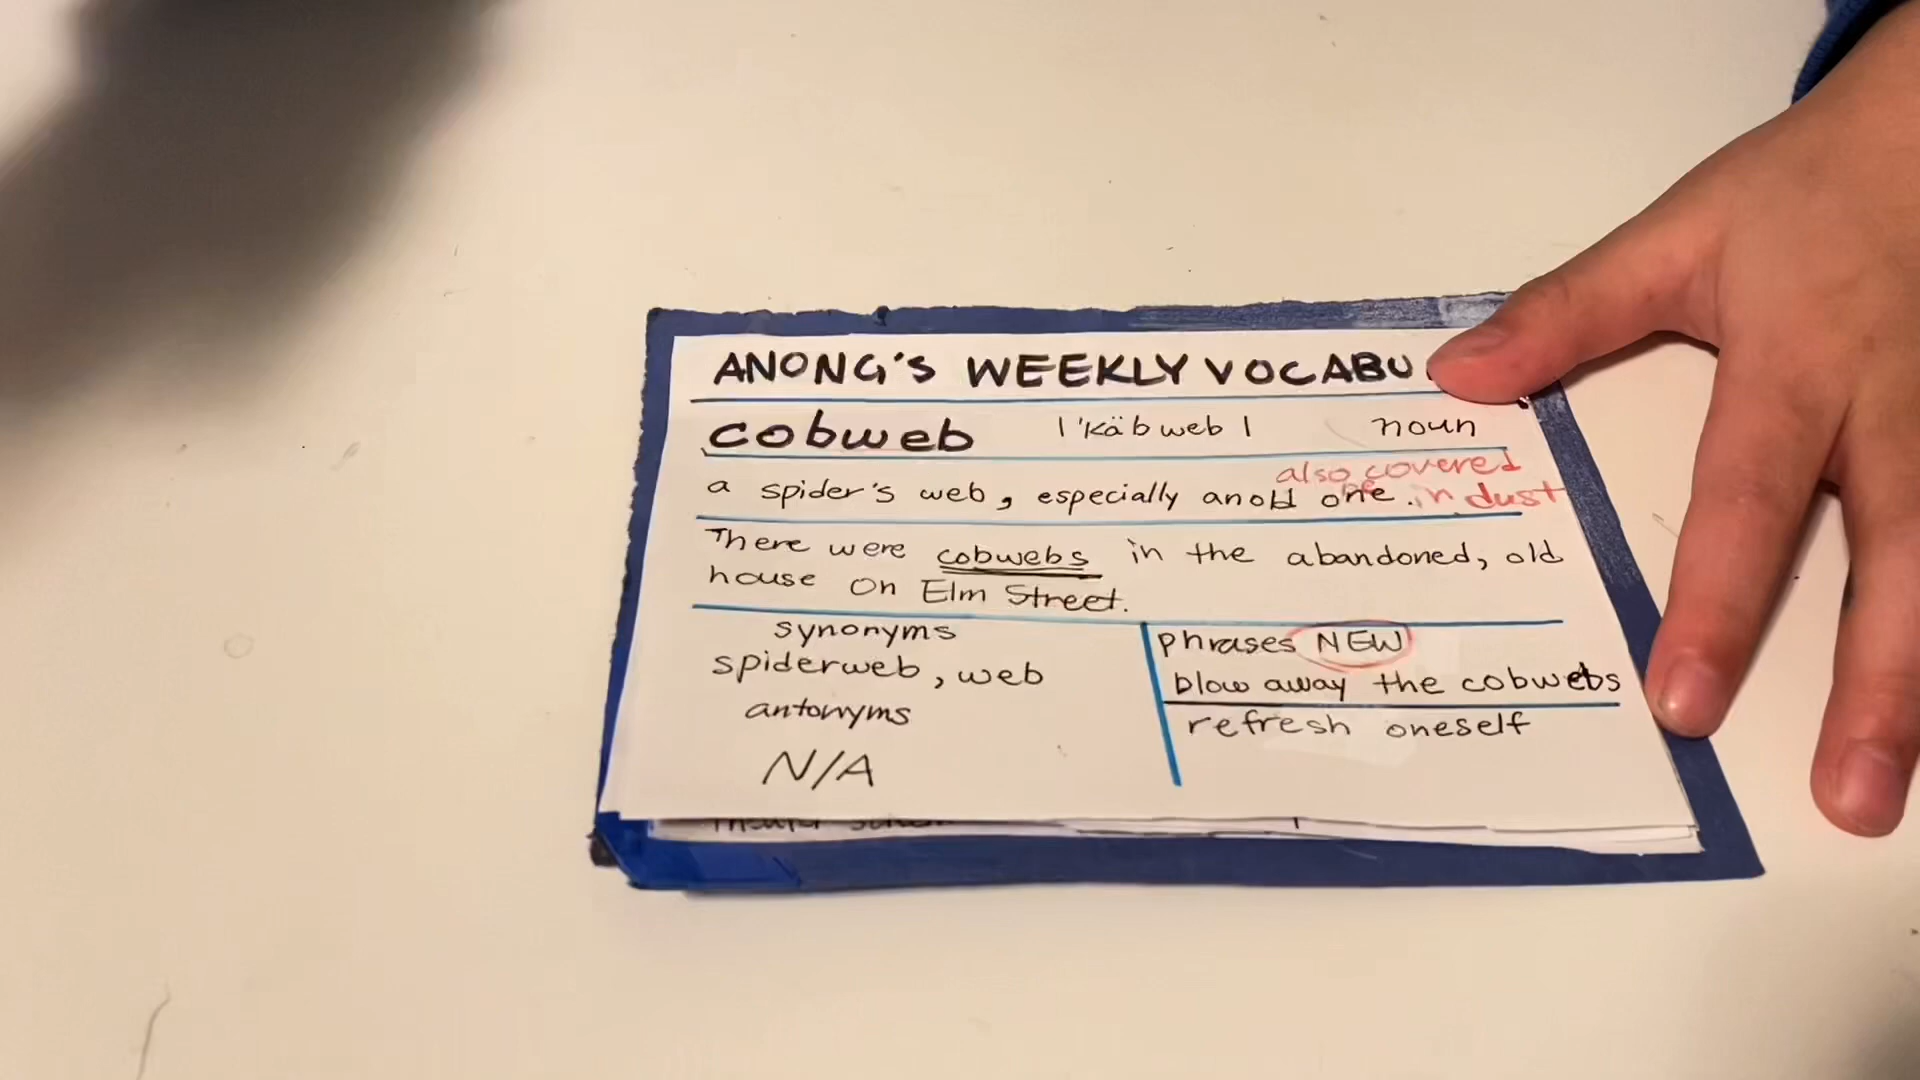 ANONG'S WEEKLY VOCABU
cobweb |'käbweb| noun
also covered
a spider's web, especially an old one. in dust
There were cobwebs in the abandoned, old
house on Elm Street.
synonyms
spiderweb, web
antonyms
N/A
phrases NEW
blow away the cobwebs
refresh oneself